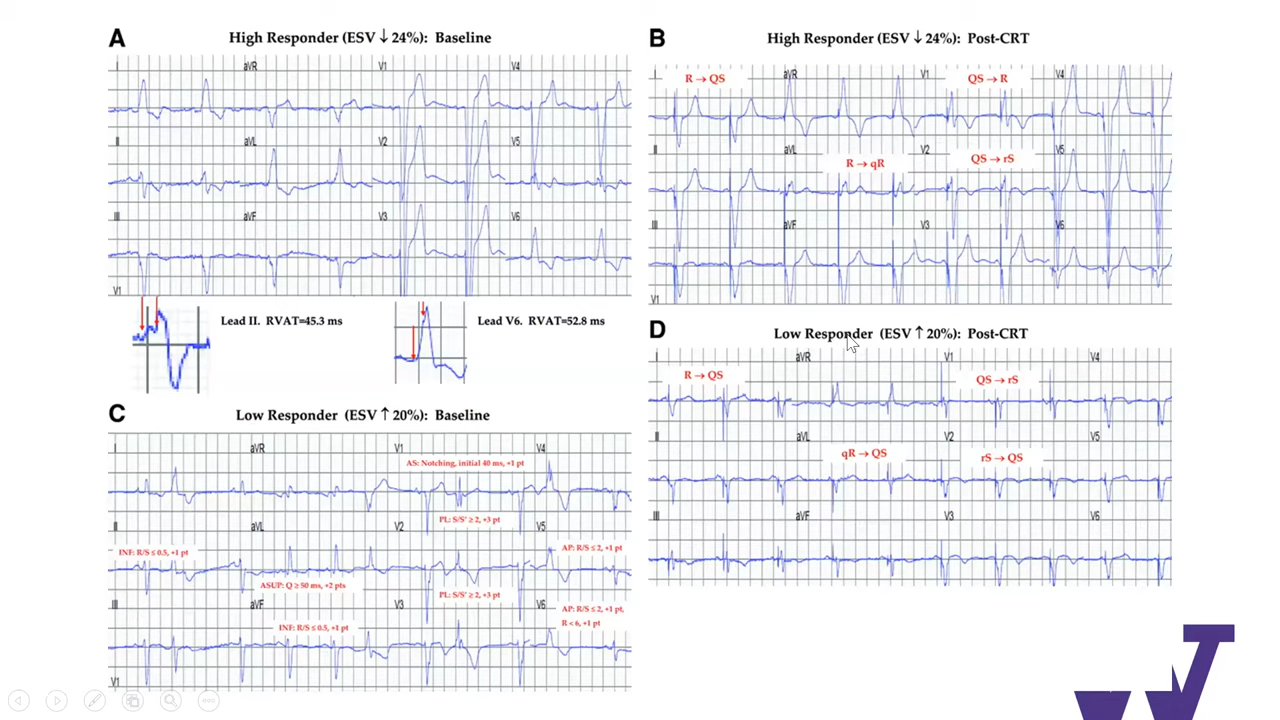 A
High Responder (ESV ↓ 24%): Baseline
I aVR V1 V4
II aVL V2 V5
III aVF V3 V6
V1
Lead II. RVAT=45.3 ms
Lead V6. RVAT=52.8 ms
B
High Responder (ESV ↓ 24%): Post-CRT
I aVR V1 V4
R → QS
QS → R
II aVL V2 V5
R → qR
QS → rS
III aVF V3 V6
V1
C
Low Responder (ESV ↑ 20%): Baseline
I aVR V1 V4
AS: Notching, initial 40 ms, +1 pt
PL: S/S' ≥ 2, +3 pt
II aVL V2 V5
INF: R/S ≤ 0.5, +1 pt
AP: R/S ≤ 2, +1 pt
ASUP: Q ≥ 50 ms, +2 pts
PL: S/S' ≥ 2, +3 pt
III aVF V3 V6
AP: R/S ≤ 2, +1 pt,
R < 6, +1 pt
INF: R/S ≤ 0.5, +1 pt
V1
D
Low Responder (ESV ↑ 20%): Post-CRT
I aVR V1 V4
R → QS
QS → rS
II aVL V2 V5
qR → QS
rS → QS
III aVF V3 V6
W